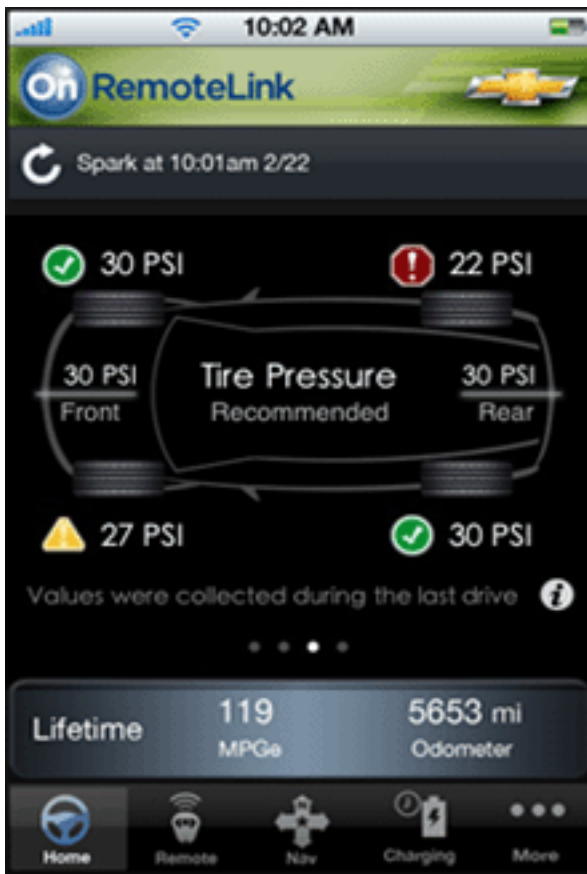 10:02 AM
On RemoteLink
Spark at 10:01am 2/22
30 PSI 22 PSI
30 PSI Tire Pressure 30 PSI
Front Recommended Rear
27 PSI 30 PSI
Values were collected during the last drive
Lifetime 119 5653 mi
MPGe Odometer
Home Remote Nav Charging More